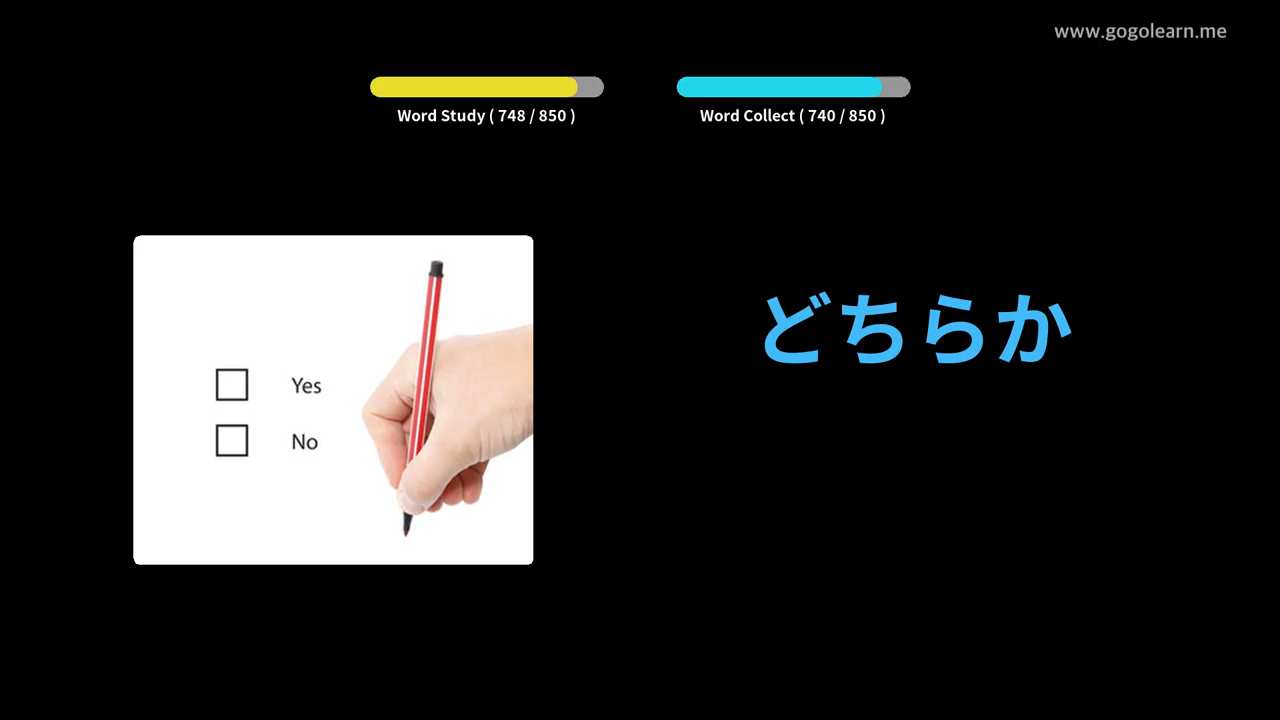 www.gogolearn.me
Word Study ( 748 / 850 )
Word Collect ( 740 / 850 )
Yes
No
どちらか